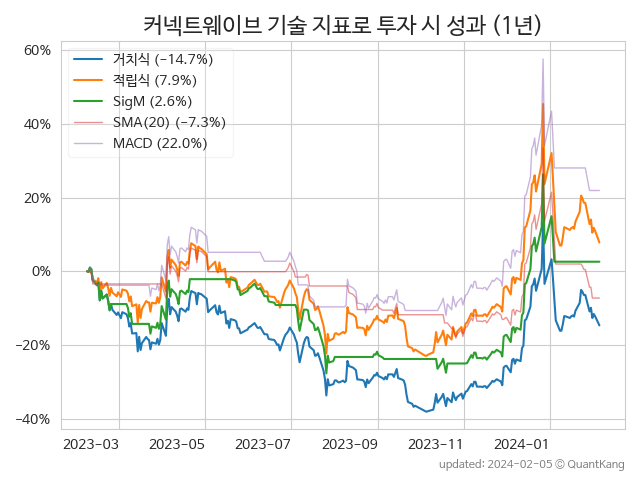 커넥트웨이브 기술 지표로 투자 시 성과 (1년)
60%
40%
20%
0%
−20%
−40%
거치식 (−14.7%)
적립식 (7.9%)
SigM (2.6%)
SMA(20) (−7.3%)
MACD (22.0%)
2023-03 2023-05 2023-07 2023-09 2023-11 2024-01
updated: 2024-02-05 © QuantKang